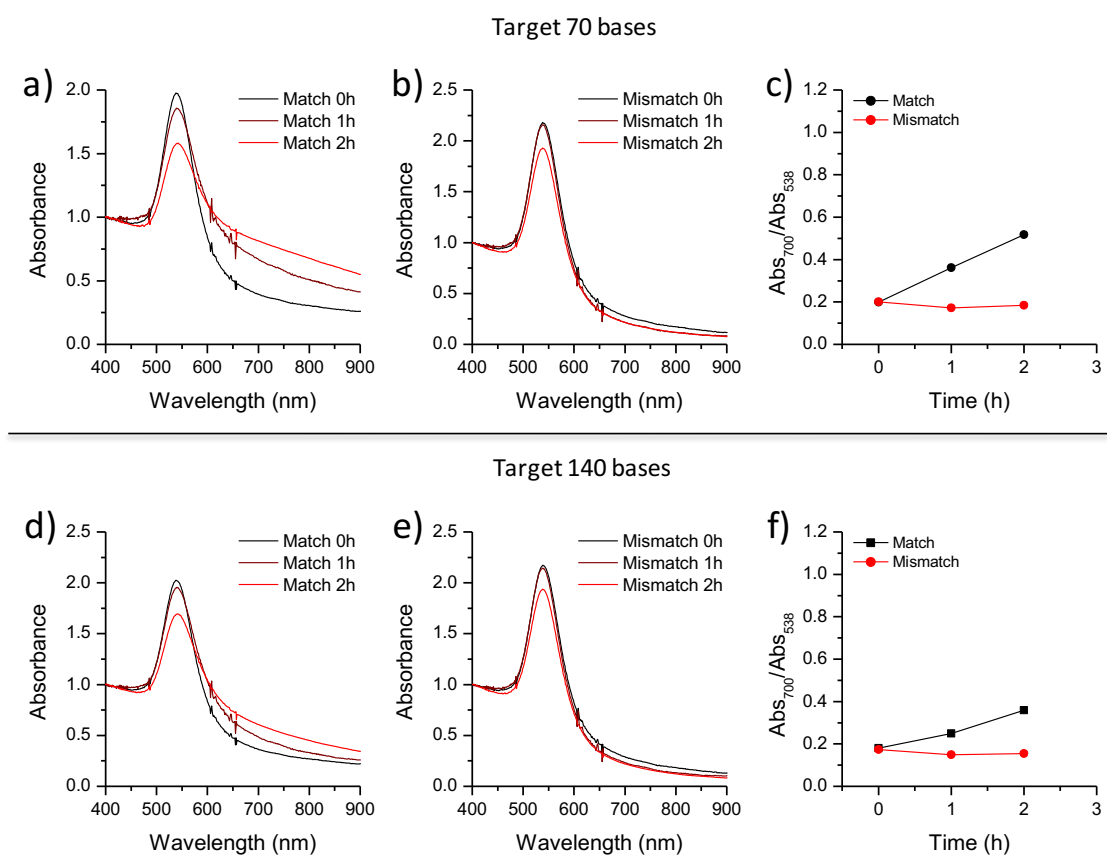 Target 70 bases
a)
2.0
1.5
1.0
0.5
0.0
400 500 600 700 800 900
Absorbance
Wavelength (nm)
Match 0h
Match 1h
Match 2h
b)
2.5
2.0
1.5
1.0
0.5
0.0
400 500 600 700 800 900
Absorbance
Wavelength (nm)
Mismatch 0h
Mismatch 1h
Mismatch 2h
c)
1.2
1.0
0.8
0.6
0.4
0.2
0.0
0 1 2 3
Abs700/Abs538
Time (h)
Match
Mismatch
Target 140 bases
d)
2.5
2.0
1.5
1.0
0.5
0.0
400 500 600 700 800 900
Absorbance
Wavelength (nm)
Match 0h
Match 1h
Match 2h
e)
2.5
2.0
1.5
1.0
0.5
0.0
400 500 600 700 800 900
Absorbance
Wavelength (nm)
Mismatch 0h
Mismatch 1h
Mismatch 2h
f)
1.2
1.0
0.8
0.6
0.4
0.2
0.0
0 1 2 3
Abs700/Abs538
Time (h)
Match
Mismatch